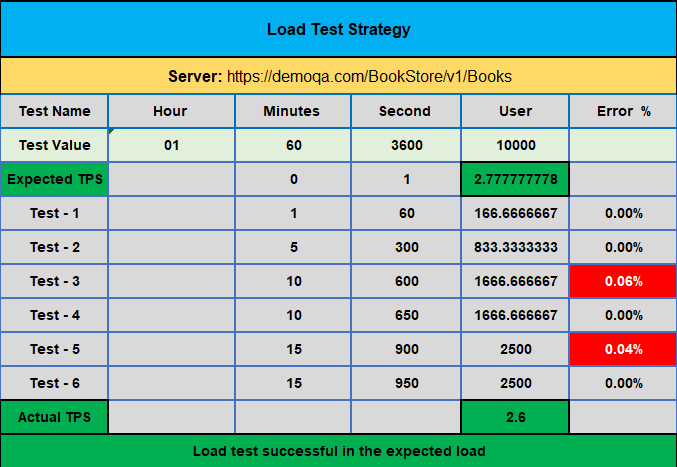 Load Test Strategy
Server: https://demoqa.com/BookStore/v1/Books
Test Name Hour Minutes Second User Error %
Test Value 01 60 3600 10000
Expected TPS 0 1 2.777777778
Test - 1 1 60 166.6666667 0.00%
Test - 2 5 300 833.3333333 0.00%
Test - 3 10 600 1666.666667 0.06%
Test - 4 10 650 1666.666667 0.00%
Test - 5 15 900 2500 0.04%
Test - 6 15 950 2500 0.00%
Actual TPS 2.6
Load test successful in the expected load